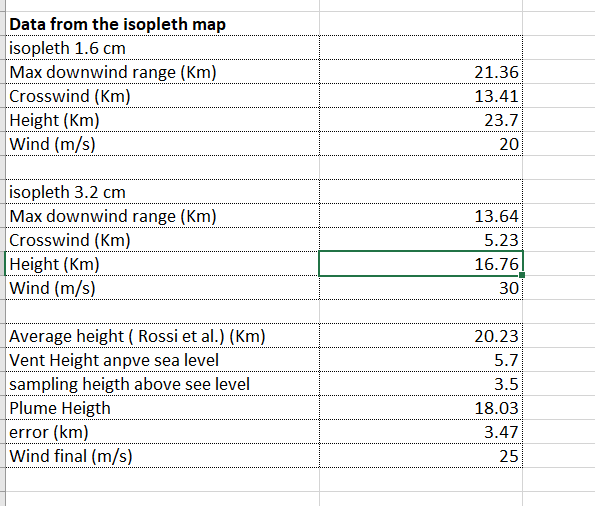 Data from the isopleth map
isopleth 1.6 cm
Max downwind range (Km) 21.36
Crosswind (Km) 13.41
Height (Km) 23.7
Wind (m/s) 20
isopleth 3.2 cm
Max downwind range (Km) 13.64
Crosswind (Km) 5.23
Height (Km) 16.76
Wind (m/s) 30
Average height ( Rossi et al.) (Km) 20.23
Vent Height anpve sea level 5.7
sampling heigth above see level 3.5
Plume Heigth 18.03
error (km) 3.47
Wind final (m/s) 25